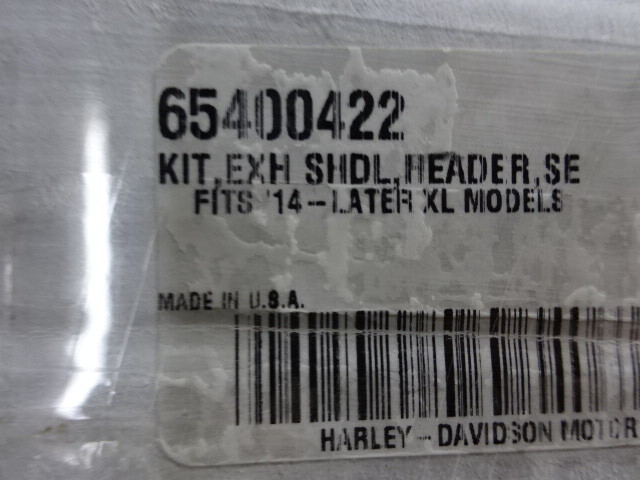 65400422
KIT,EXH SHDL,HEADER,SE
FITS '14-LATER XL MODELS
MADE IN U.S.A.
HARLEY-DAVIDSON MOTOR